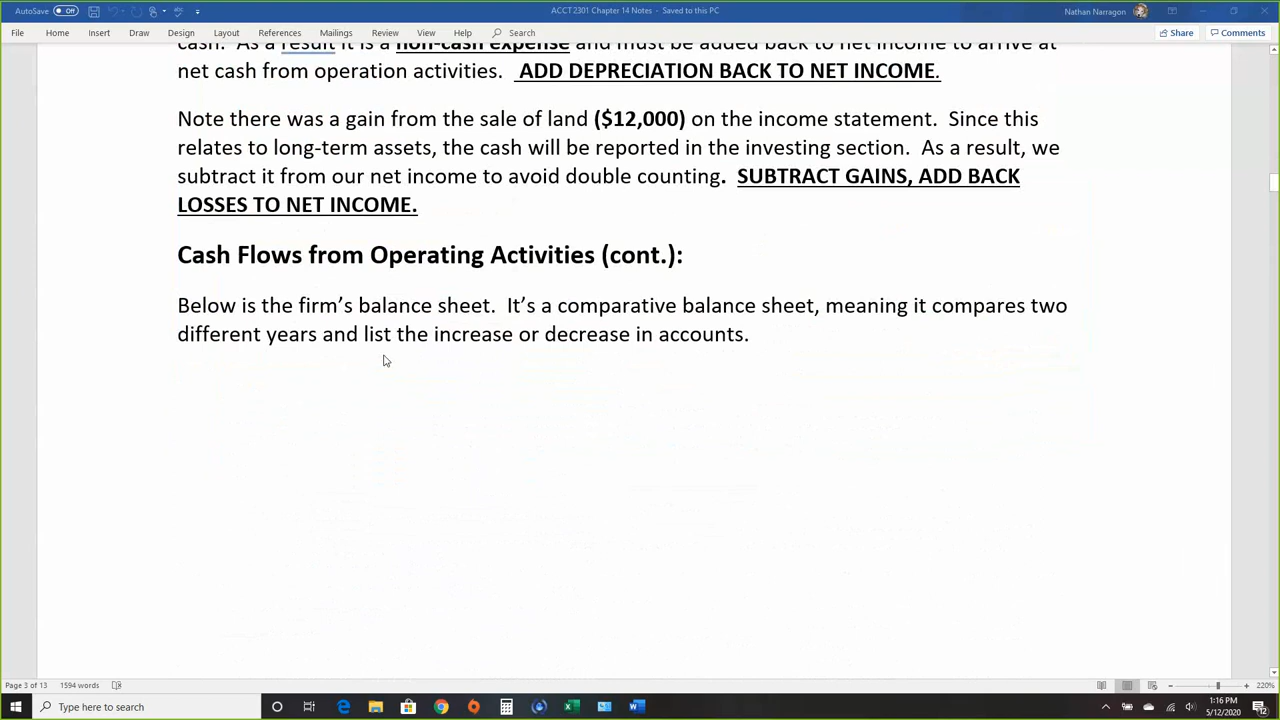 AutoSave Off
ACCT 2301 Chapter 14 Notes - Saved to this PC
Nathan Narragon
File Home Insert Draw Design Layout References Mailings Review View Help Search
Share Comments
cash. As a result it is a non-cash expense and must be added back to net income to arrive at
net cash from operation activities. ADD DEPRECIATION BACK TO NET INCOME.
Note there was a gain from the sale of land ($12,000) on the income statement. Since this
relates to long-term assets, the cash will be reported in the investing section. As a result, we
subtract it from our net income to avoid double counting. SUBTRACT GAINS, ADD BACK
LOSSES TO NET INCOME.
Cash Flows from Operating Activities (cont.):
Below is the firm's balance sheet. It's a comparative balance sheet, meaning it compares two
different years and list the increase or decrease in accounts.
Page 3 of 13 1594 words
220%
Type here to search
1:16 PM
5/12/2020
12